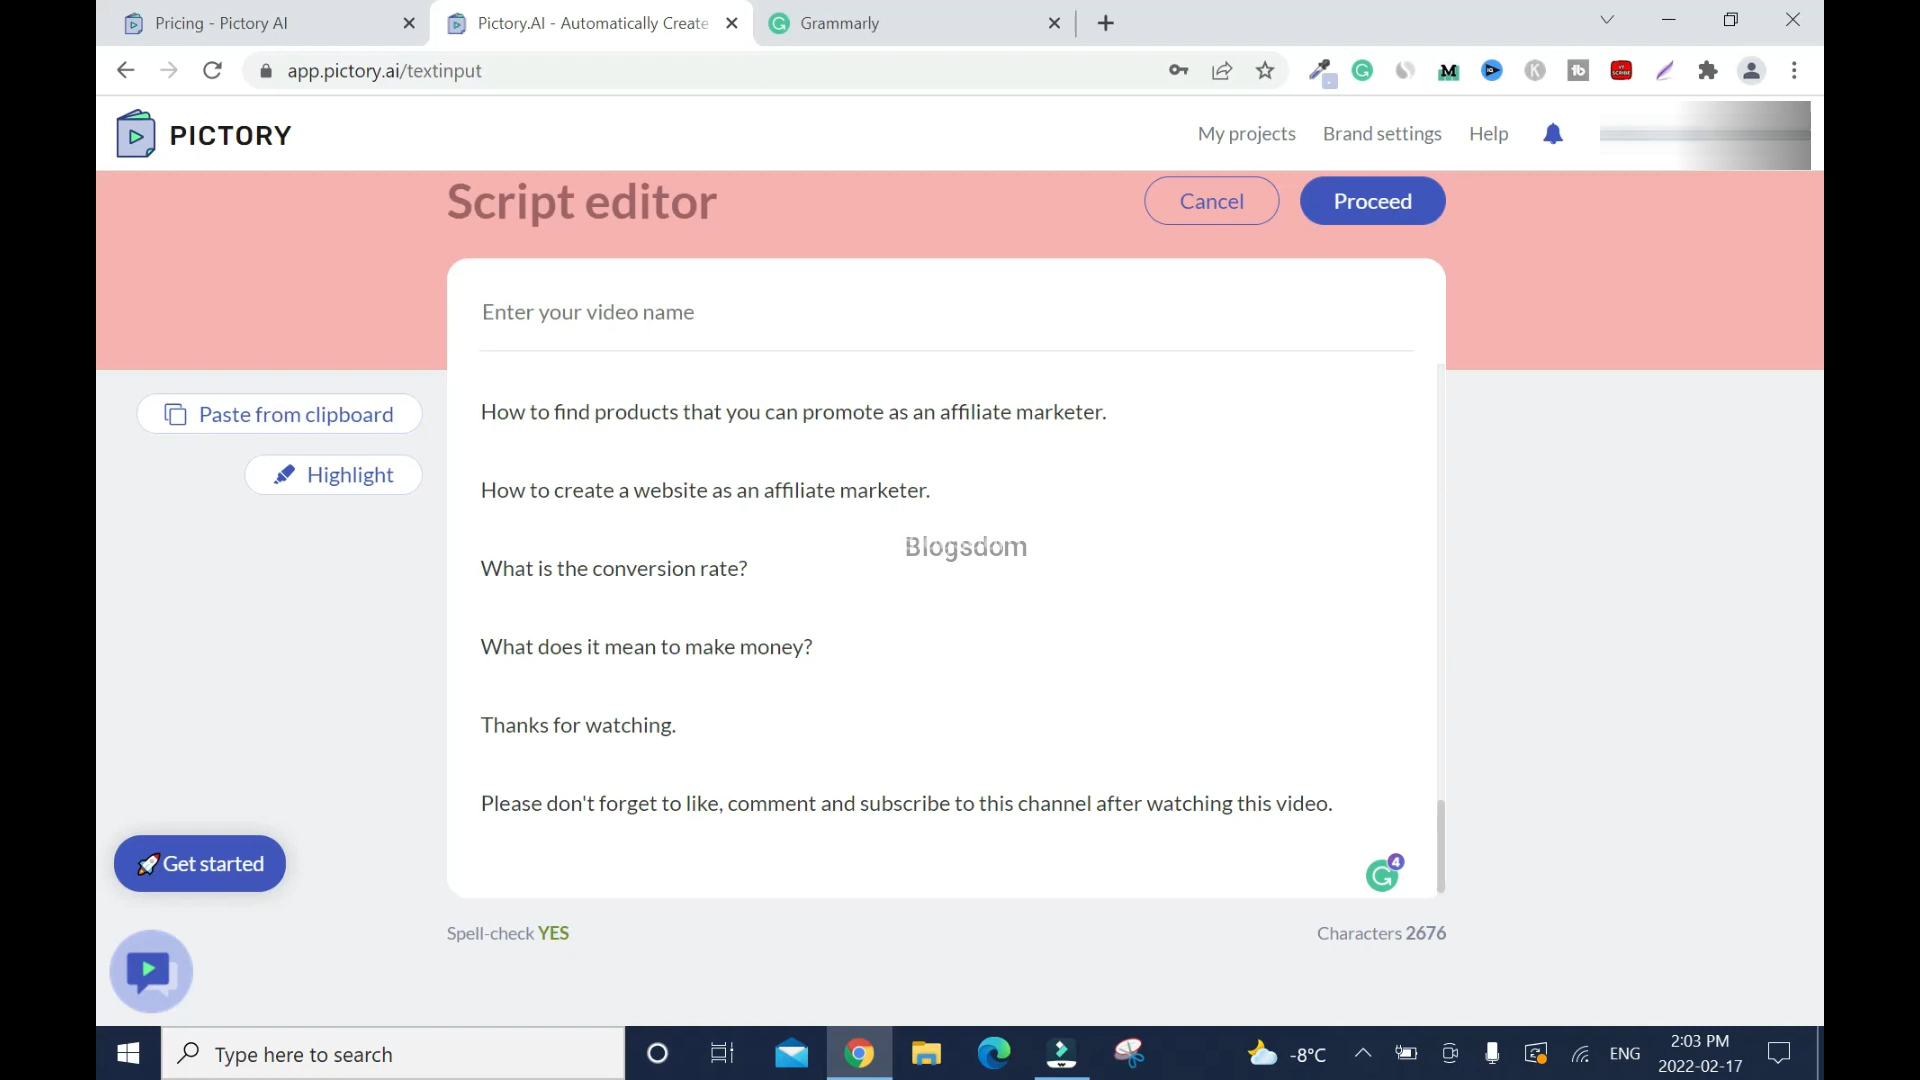 Pricing - Pictory AI
Pictory.AI - Automatically Create
Grammarly
app.pictory.ai/textinput
PICTORY
My projects
Brand settings
Help
Script editor
Cancel
Proceed
Enter your video name
Paste from clipboard
Highlight
How to find products that you can promote as an affiliate marketer.
How to create a website as an affiliate marketer.
Blogsdom
What is the conversion rate?
What does it mean to make money?
Thanks for watching.
Please don't forget to like, comment and subscribe to this channel after watching this video.
4
Get started
Spell-check YES
Characters 2676
Type here to search
-8°C
ENG
2:03 PM
2022-02-17